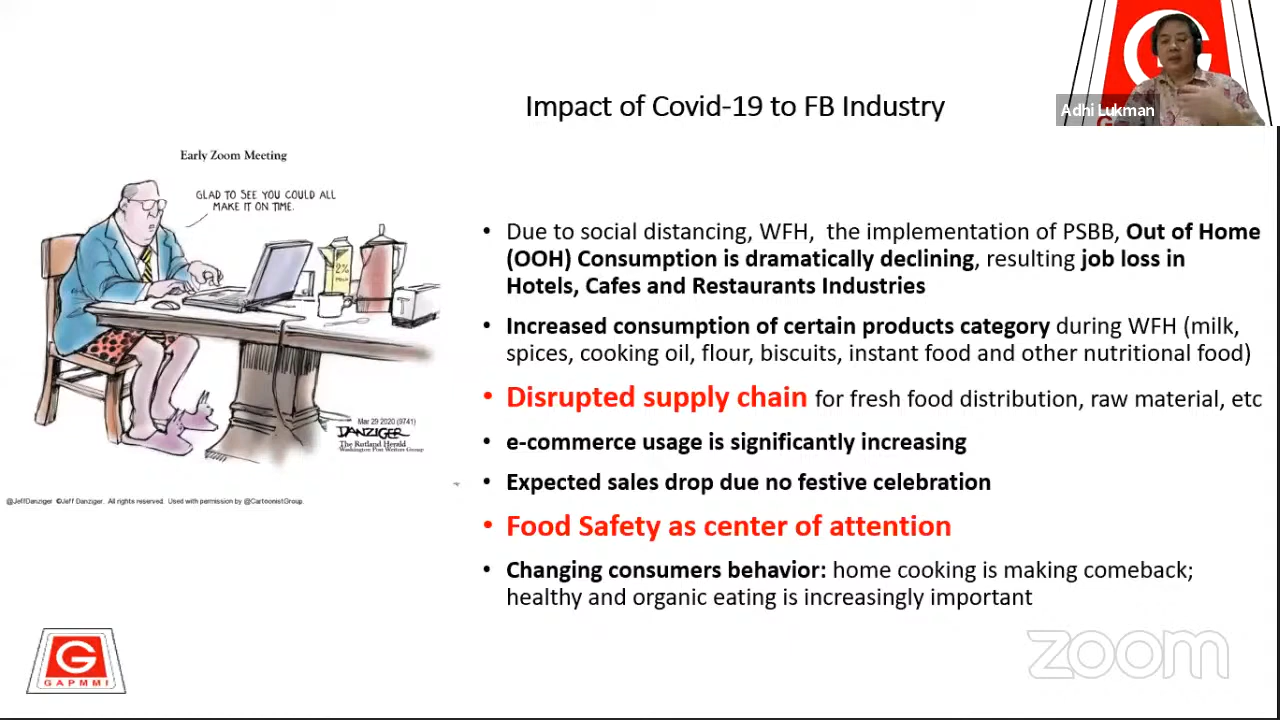 Adhi Lukman
Impact of Covid-19 to FB Industry
Early Zoom Meeting
GLAD TO SEE YOU COULD ALL
MAKE IT ON TIME.
2%
MILK
T
Mar 29 2020 (9741)
DANZIGER
The Rutland Herald
Washington Post Writers Group
@JeffDanziger ©Jeff Danziger. All rights reserved. Used with permission by @CartoonistGroup.
• Due to social distancing, WFH, the implementation of PSBB, Out of Home
(OOH) Consumption is dramatically declining, resulting job loss in
Hotels, Cafes and Restaurants Industries
• Increased consumption of certain products category during WFH (milk,
spices, cooking oil, flour, biscuits, instant food and other nutritional food)
• Disrupted supply chain for fresh food distribution, raw material, etc
• e-commerce usage is significantly increasing
• Expected sales drop due no festive celebration
• Food Safety as center of attention
• Changing consumers behavior: home cooking is making comeback;
healthy and organic eating is increasingly important
G
GAPMMI
zoom